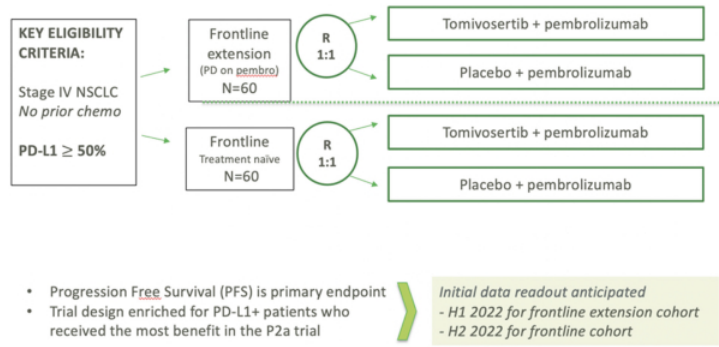 KEY ELIGIBILITY
CRITERIA:
Stage IV NSCLC
No prior chemo
PD-L1 ≥ 50%
Frontline
extension
(PD on pembro)
N=60
R
1:1
Tomivosertib + pembrolizumab
Placebo + pembrolizumab
Frontline
Treatment naïve
N=60
R
1:1
Tomivosertib + pembrolizumab
Placebo + pembrolizumab
• Progression Free Survival (PFS) is primary endpoint
• Trial design enriched for PD-L1+ patients who
received the most benefit in the P2a trial
Initial data readout anticipated
- H1 2022 for frontline extension cohort
- H2 2022 for frontline cohort